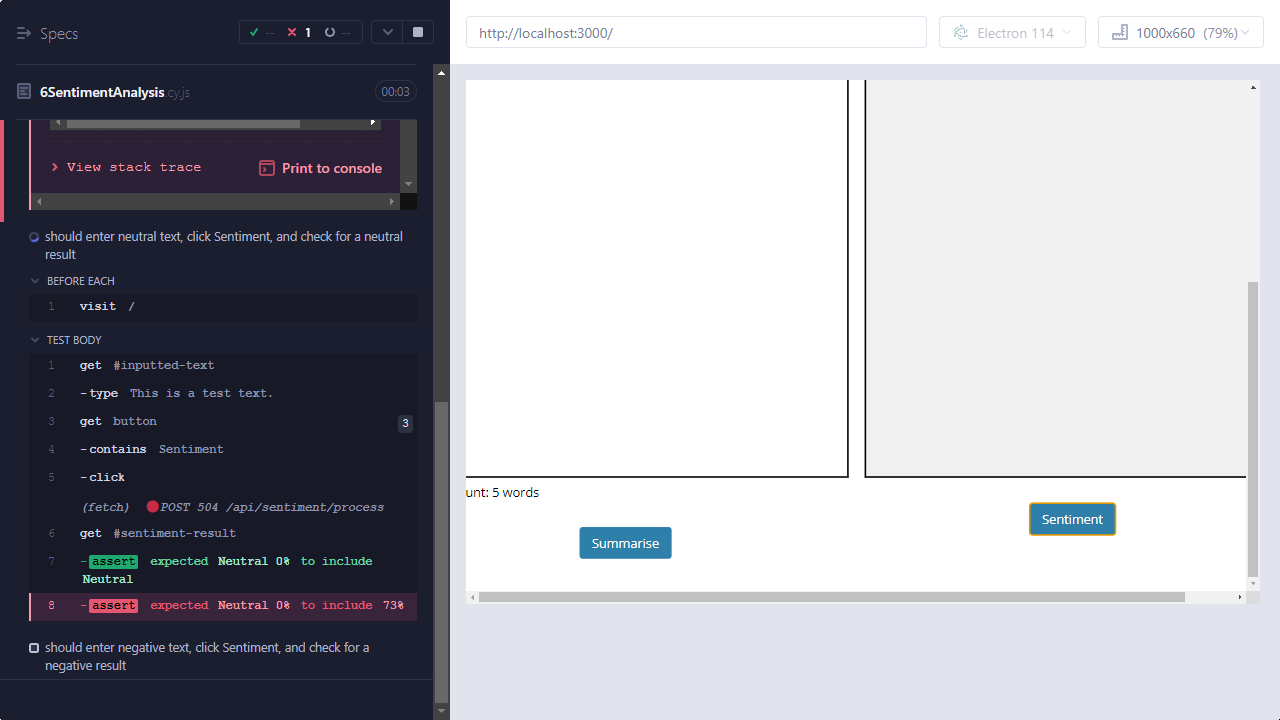 Specs
-- 1 --
6SentimentAnalysis.cy.js
00:03
View stack trace
Print to console
should enter neutral text, click Sentiment, and check for a neutral
result
BEFORE EACH
1 visit /
TEST BODY
1 get #inputted-text
2 -type This is a test text.
3 get button 3
4 -contains Sentiment
5 -click
(fetch) POST 504 /api/sentiment/process
6 get #sentiment-result
7 -assert expected Neutral 0% to include
Neutral
8 -assert expected Neutral 0% to include 73%
should enter negative text, click Sentiment, and check for a
negative result
http://localhost:3000/
Electron 114
1000x660 (79%)
unt: 5 words
Summarise
Sentiment